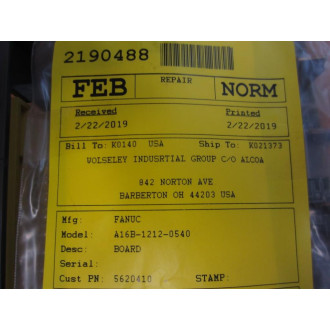 2190488
FEB REPAIR NORM
Received Printed
2/22/2019 2/22/2019
Bill To: K0140 USA Ship To: K021373
WOLSELEY INDUSRTIAL GROUP C/O ALCOA
842 NORTON AVE
BARBERTON OH 44203 USA
Mfg: FANUC
Model: A16B-1212-0540
Desc: BOARD
Serial:
Cust PN: 5620410 STAMP: